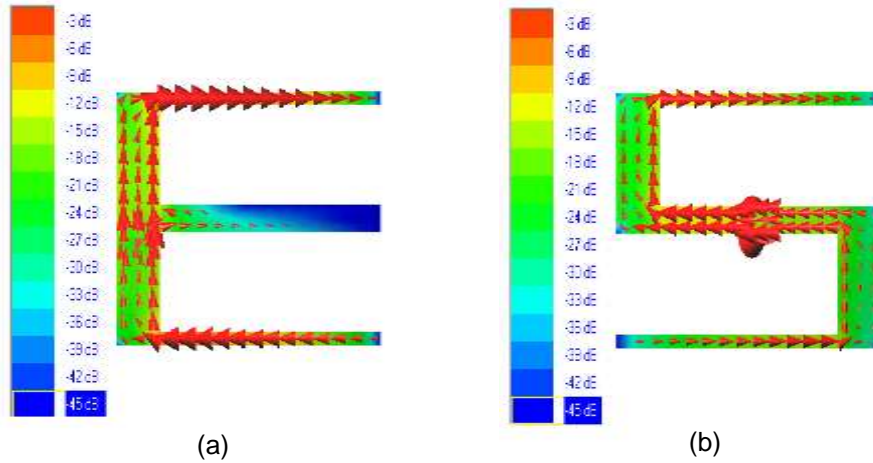 -3dB
-6dB
-9dB
-12dB
-15dB
-18dB
-21dB
-24dB
-27dB
-30dB
-33dB
-36dB
-39dB
-42dB
-45dB
-3dB
-6dB
-9dB
-12dB
-15dB
-18dB
-21dB
-24dB
-27dB
-30dB
-33dB
-36dB
-39dB
-42dB
-45dB
(a)
(b)